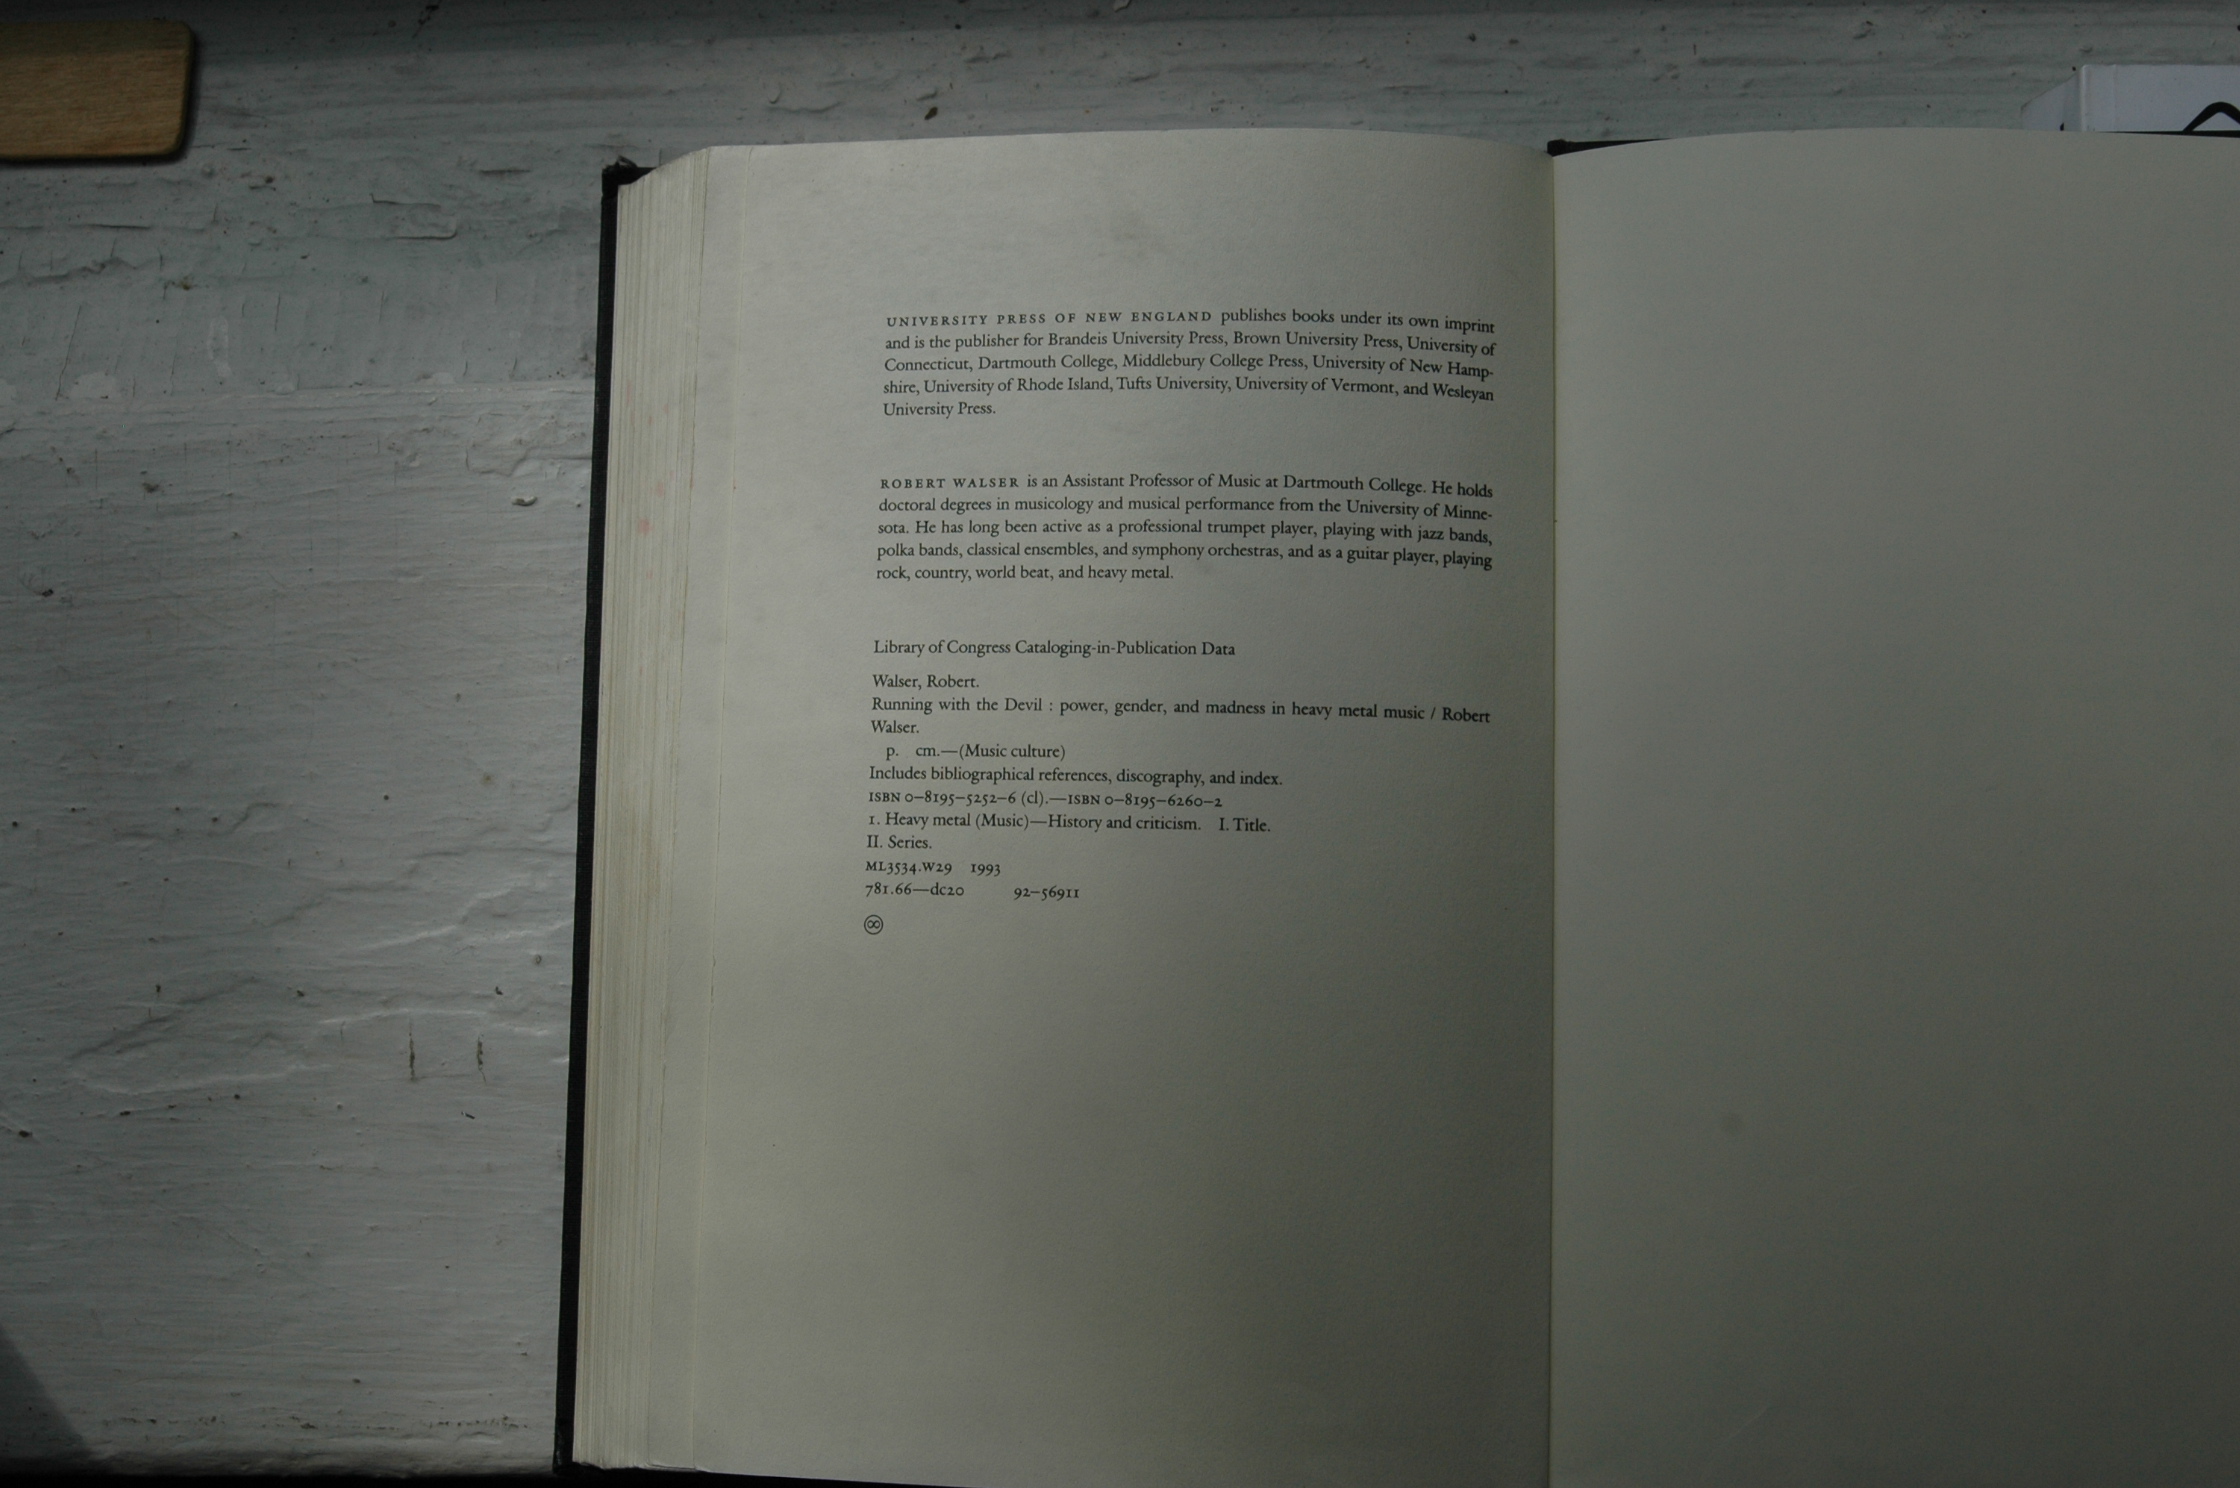 UNIVERSITY PRESS OF NEW ENGLAND publishes books under its own imprint
and is the publisher for Brandeis University Press, Brown University Press, University of
Connecticut, Dartmouth College, Middlebury College Press, University of New Hamp-
shire, University of Rhode Island, Tufts University, University of Vermont, and Wesleyan
University Press.
ROBERT WALSER is an Assistant Professor of Music at Dartmouth College. He holds
doctoral degrees in musicology and musical performance from the University of Minne-
sota. He has long been active as a professional trumpet player, playing with jazz bands,
polka bands, classical ensembles, and symphony orchestras, and as a guitar player, playing
rock, country, world beat, and heavy metal.
Library of Congress Cataloging-in-Publication Data
Walser, Robert.
Running with the Devil : power, gender, and madness in heavy metal music / Robert
Walser.
p. cm.—(Music culture)
Includes bibliographical references, discography, and index.
ISBN 0–8195–5252–6 (cl).—ISBN 0–8195–6260–2
1. Heavy metal (Music)—History and criticism. I. Title.
II. Series.
ML3534.W29 1993
781.66—dc20 92–56911
♾